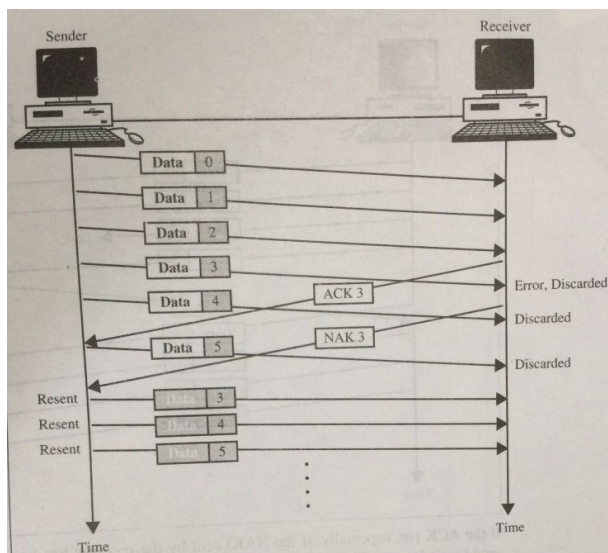 Sender
Receiver
Data 0
Data 1
Data 2
Data 3
ACK 3
Error, Discarded
Data 4
Discarded
NAK 3
Data 5
Discarded
Resent Data 3
Resent Data 4
Resent Data 5
Time
Time